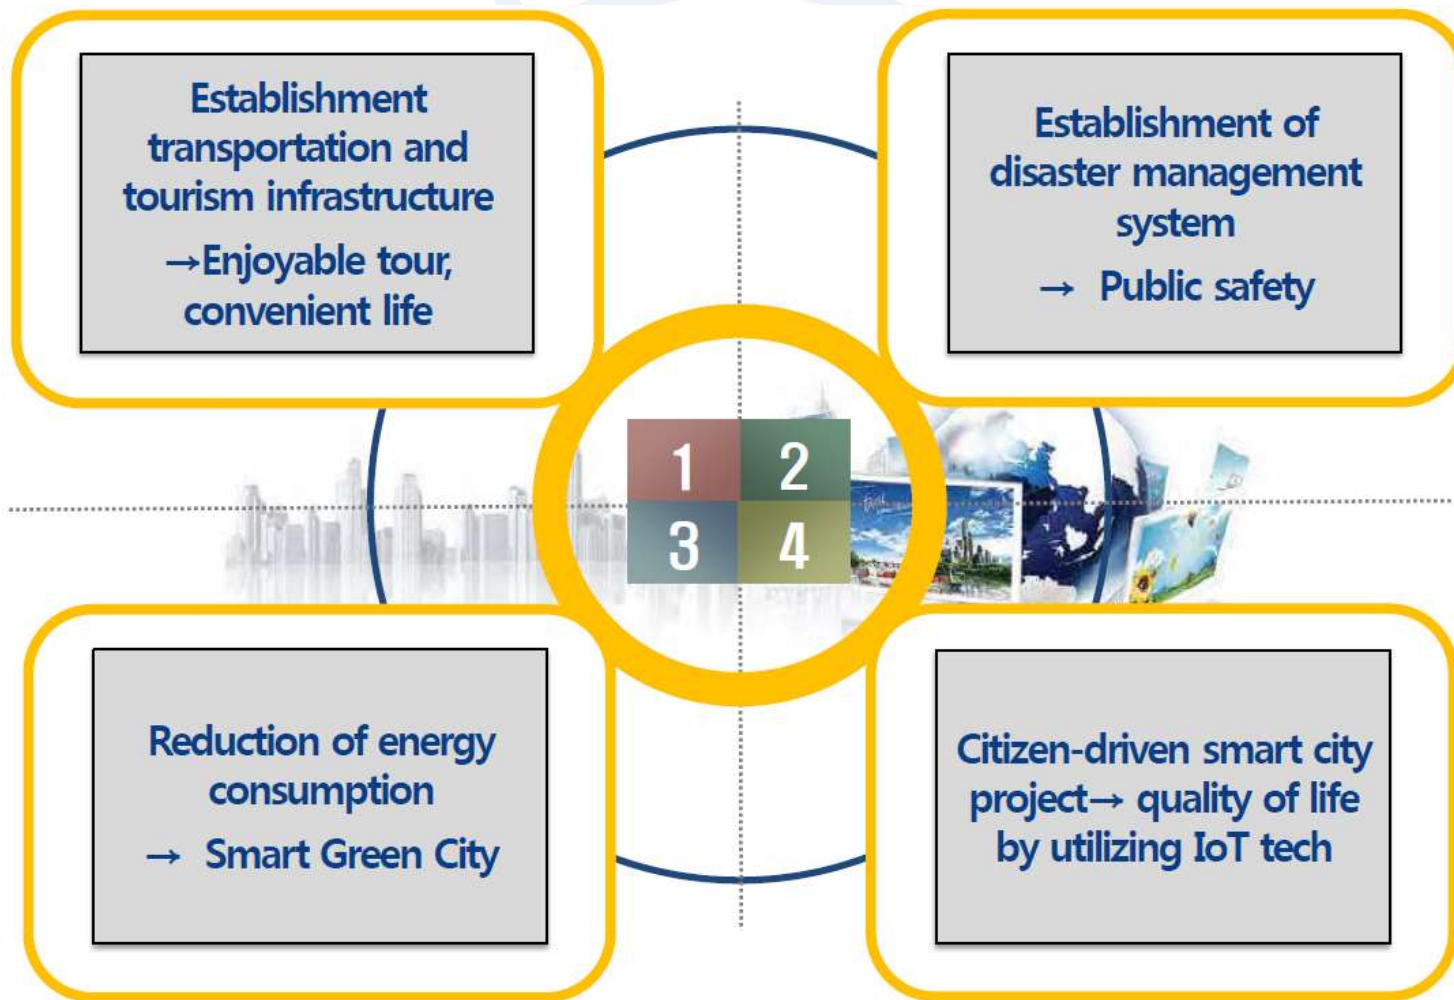 Establishment
transportation and
tourism infrastructure
→Enjoyable tour,
convenient life
Establishment of
disaster management
system
→ Public safety
1 2
3 4
Reduction of energy
consumption
→ Smart Green City
Citizen-driven smart city
project→ quality of life
by utilizing IoT tech